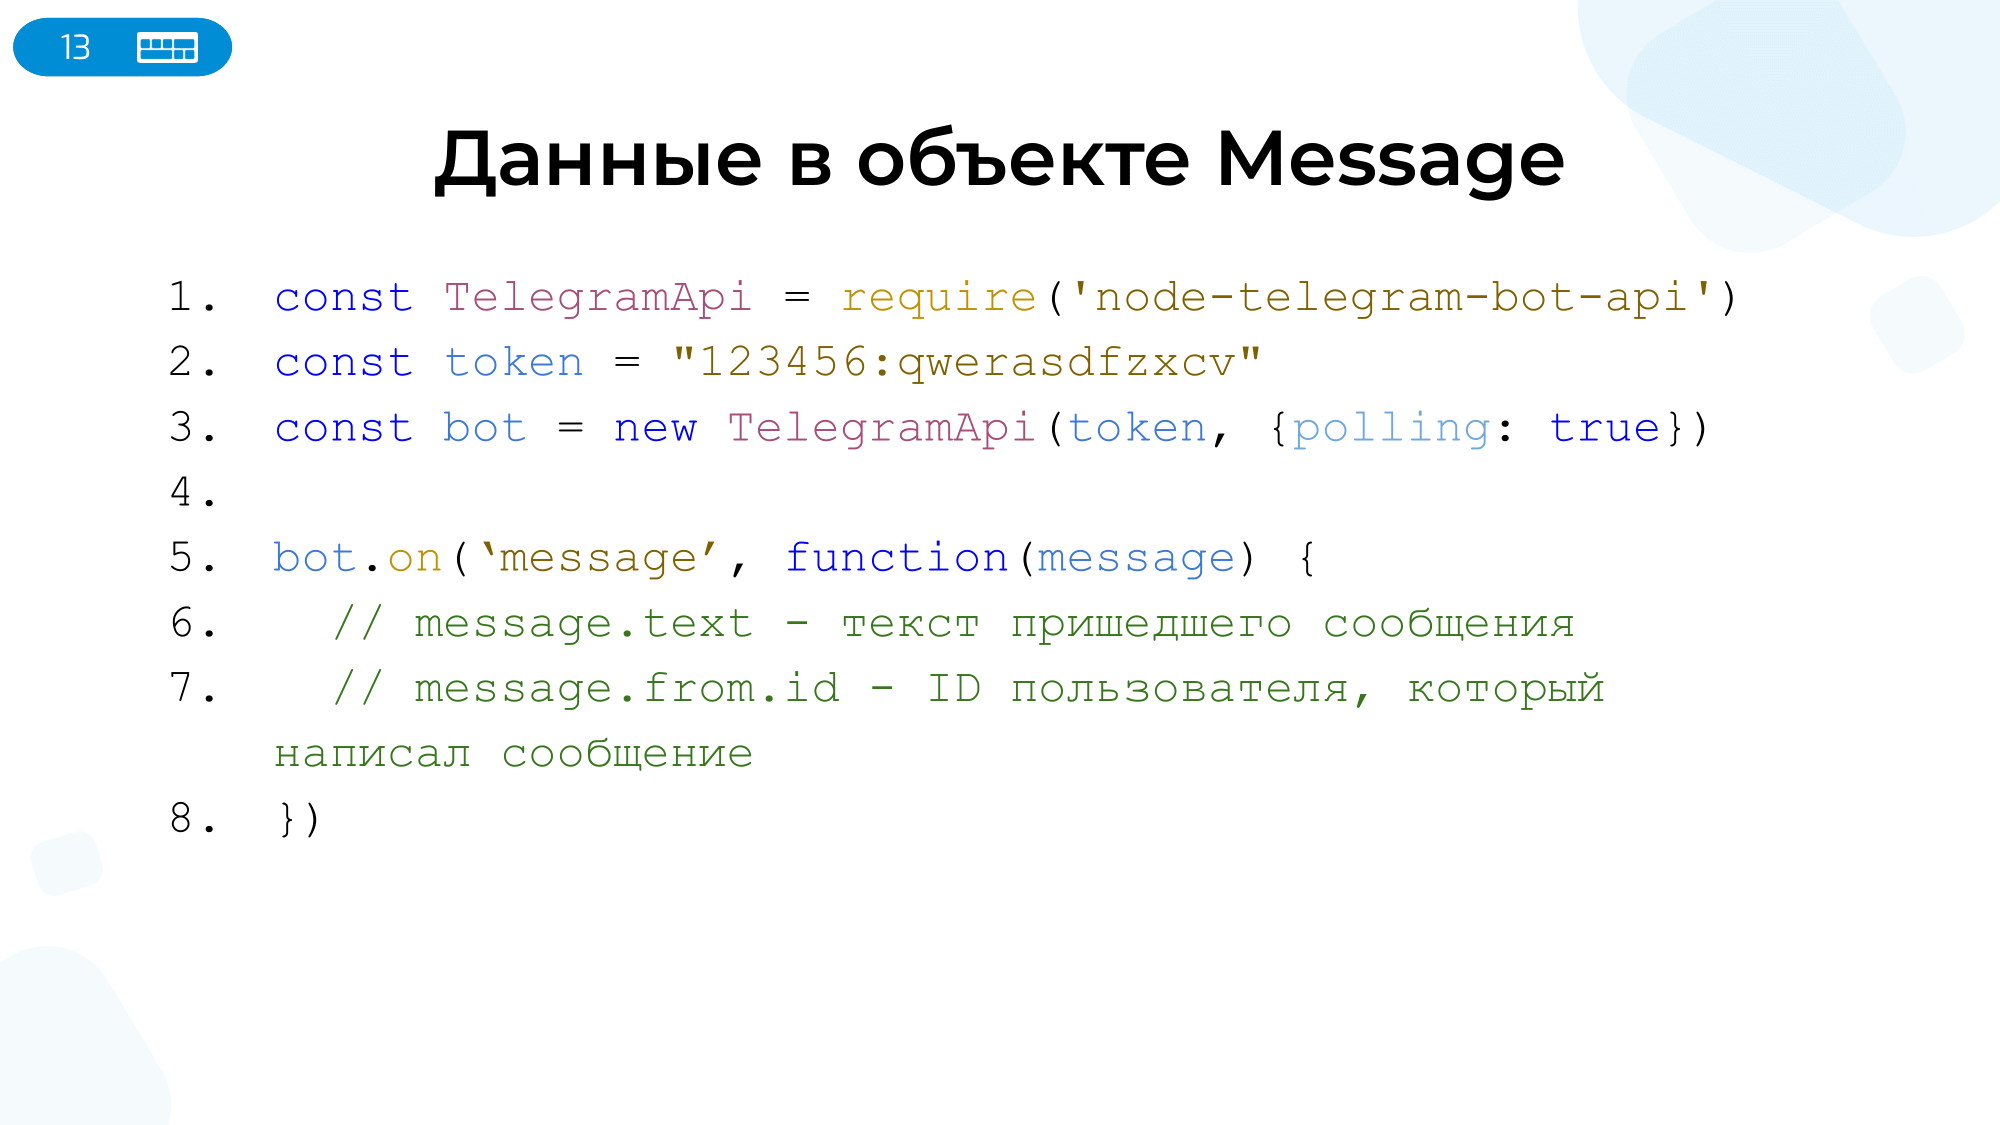 13
Данные в объекте Message
1. const TelegramApi = require('node-telegram-bot-api')
2. const token = "123456:qwerasdfzxcv"
3. const bot = new TelegramApi(token, {polling: true})
4.
5. bot.on(‘message’, function(message) {
6.   // message.text - текст пришедшего сообщения
7.   // message.from.id - ID пользователя, который
написал сообщение
8. })